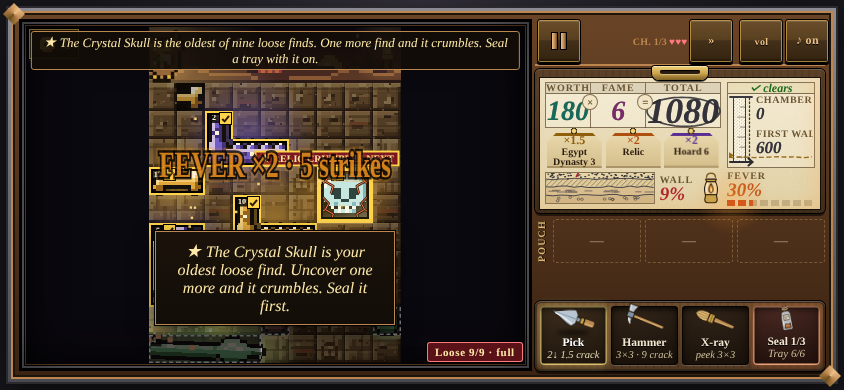 ★ The Crystal Skull is the oldest of nine loose finds. One more find and it crumbles. Seal
a tray with it on.
FEVER ×2 · 5 strikes
2
10
★ The Crystal Skull is your
oldest loose find. Uncover one
more and it crumbles. Seal it
first.
Loose 9/9 · full
CH. 1/3 ♥♥♥
»
vol
♪ on
WORTH
FAME
TOTAL
180
×
6
=
1080
×1.5
Egypt
Dynasty 3
×2
Relic
×2
Hoard 6
✓ clears
CHAMBER
0
FIRST WAL
600
WALL
9%
FEVER
30%
POUCH
—
—
—
Pick
2↓ 1.5 crack
Hammer
3×3 · 9 crack
X-ray
peek 3×3
Seal 1/3
Tray 6/6